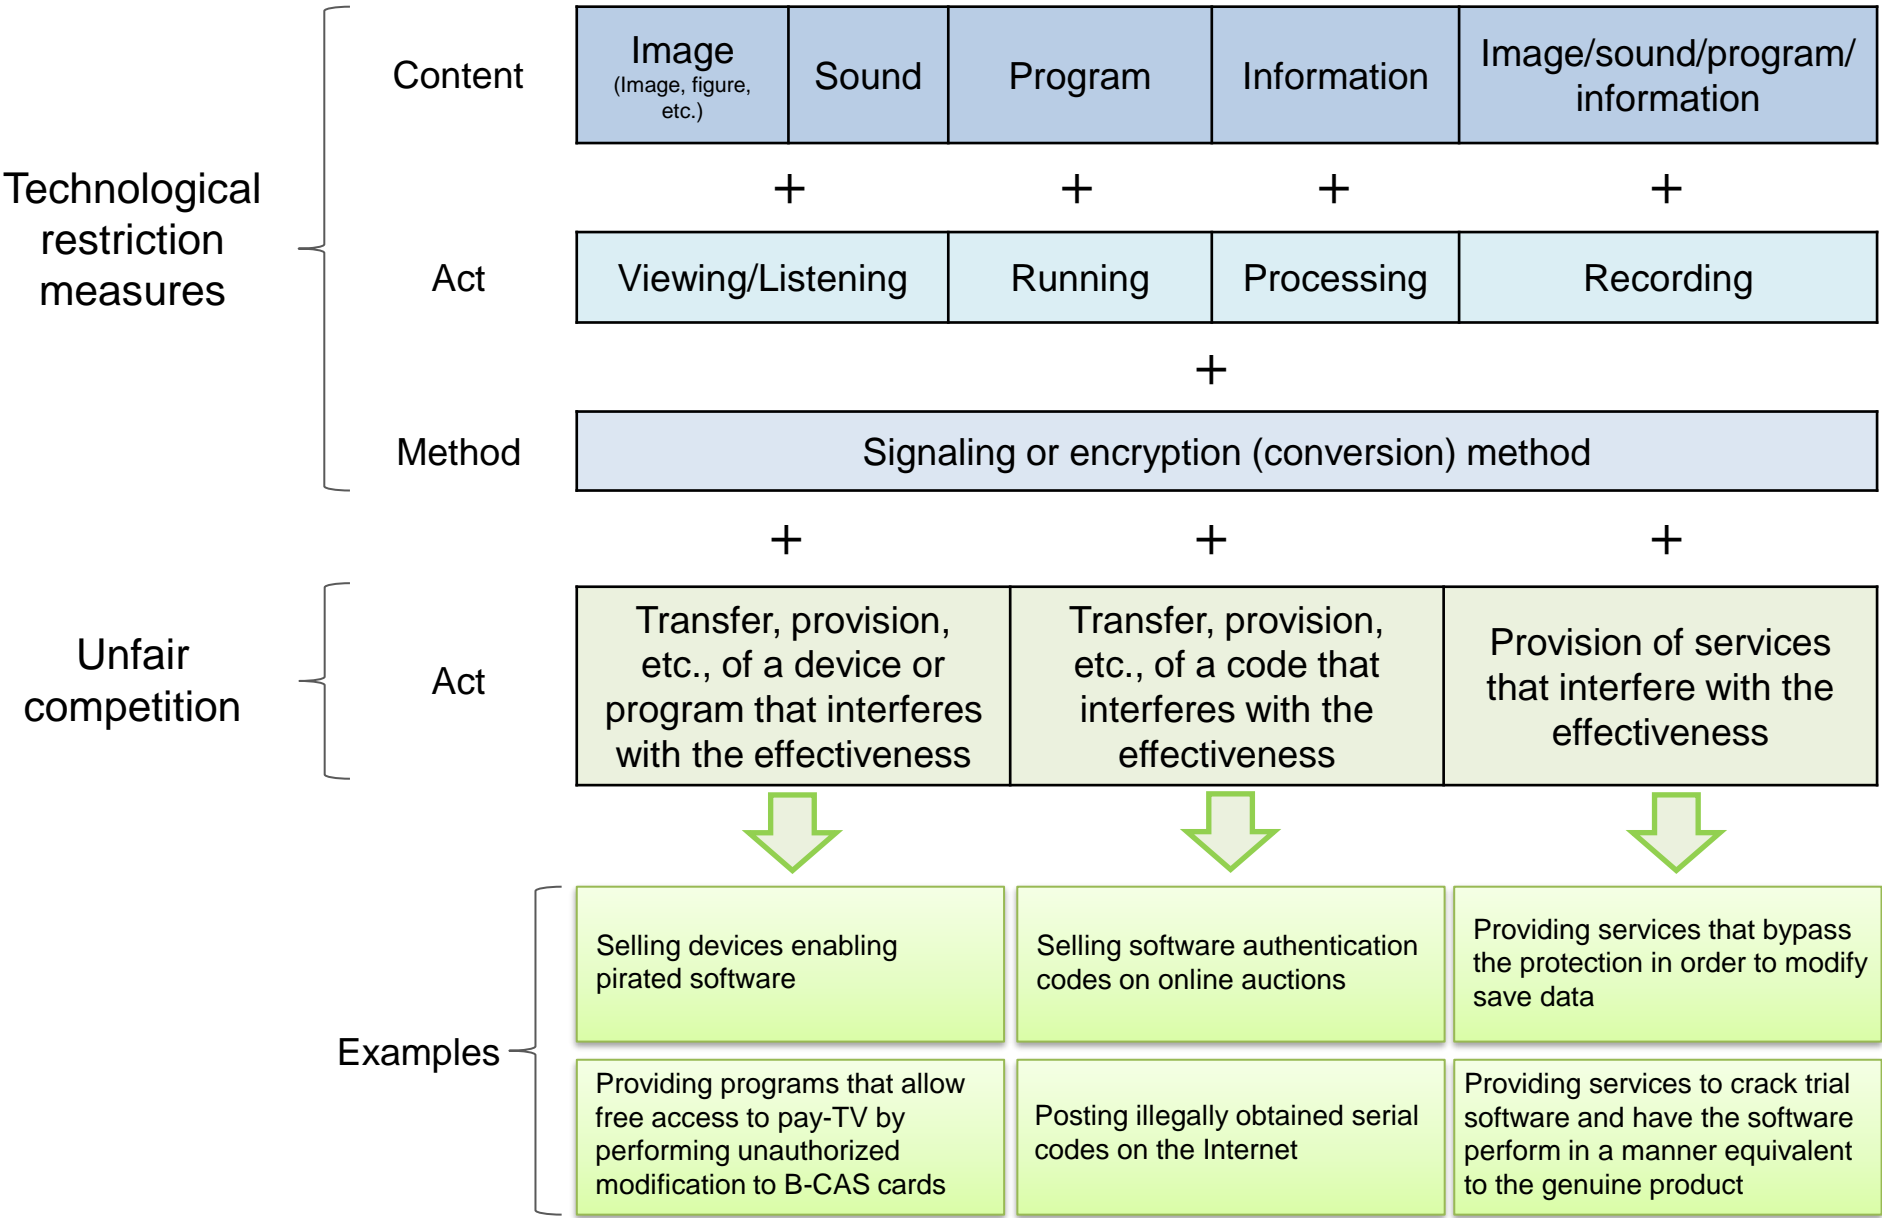 Technological
restriction
measures
Content
Image
(Image, figure,
etc.)
Sound
Program
Information
Image/sound/program/
information
+
+
+
+
Act
Viewing/Listening
Running
Processing
Recording
+
Method
Signaling or encryption (conversion) method
+
+
+
Unfair
competition
Act
Transfer, provision,
etc., of a device or
program that interferes
with the effectiveness
Transfer, provision,
etc., of a code that
interferes with the
effectiveness
Provision of services
that interfere with the
effectiveness
Examples
Selling devices enabling
pirated software
Selling software authentication
codes on online auctions
Providing services that bypass
the protection in order to modify
save data
Providing programs that allow
free access to pay-TV by
performing unauthorized
modification to B-CAS cards
Posting illegally obtained serial
codes on the Internet
Providing services to crack trial
software and have the software
perform in a manner equivalent
to the genuine product